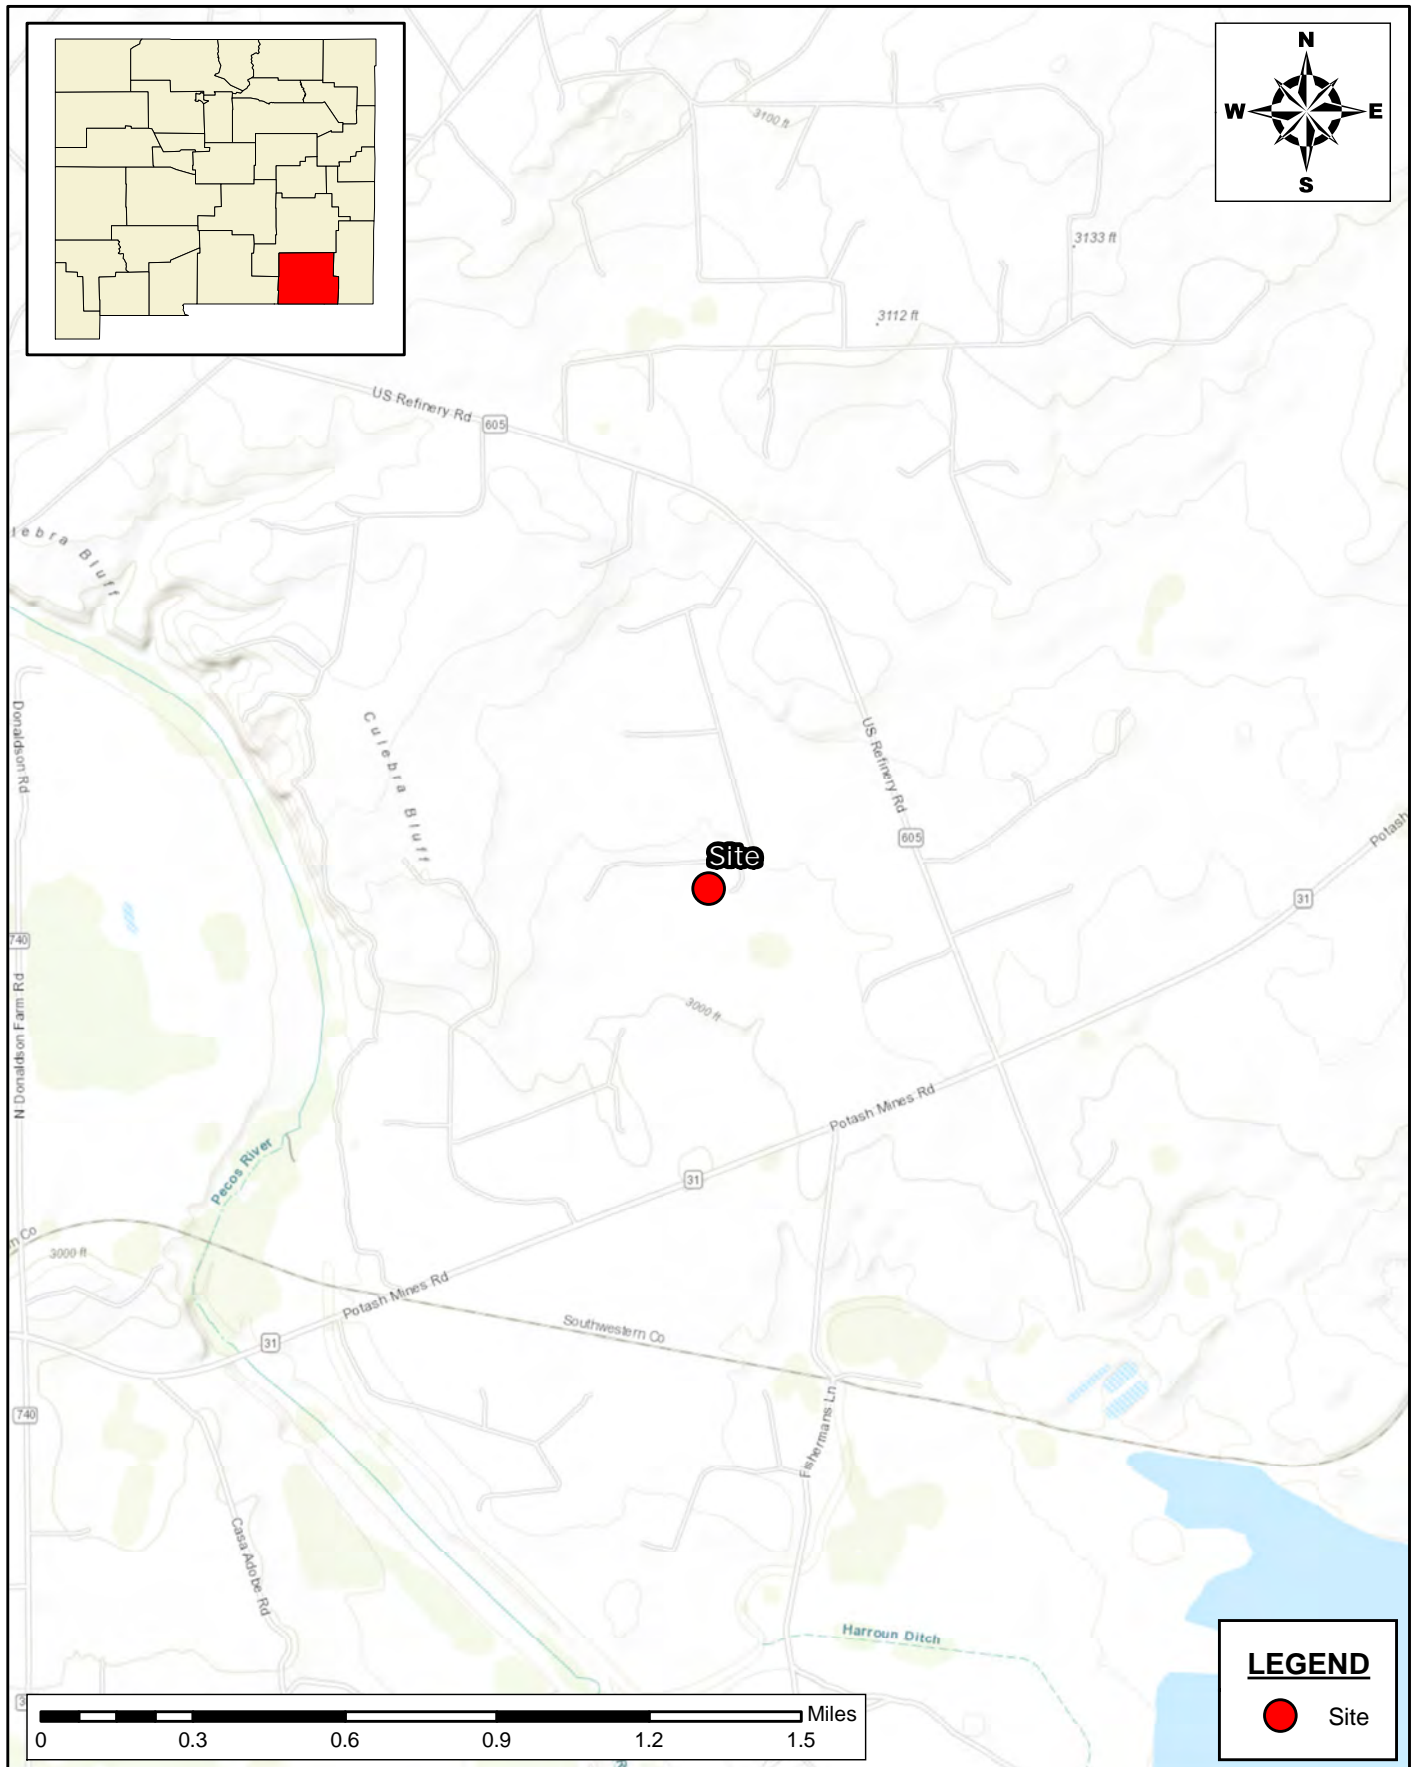 N
W E
S
3100 ft
3133 ft
3112 ft
US Refinery Rd
605
Culebra Bluff
Donaldson Rd
US Refinery Rd
605
Potash
Site
31
740
N Donaldson Farm Rd
3000 ft
Potash Mines Rd
Pecos River
31
3000 ft
Potash Mines Rd
Southwestern Co
31
740
Fishermans Ln
Casa Adobe Rd
Harroun Ditch
LEGEND
Site
Miles
0 0.3 0.6 0.9 1.2 1.5